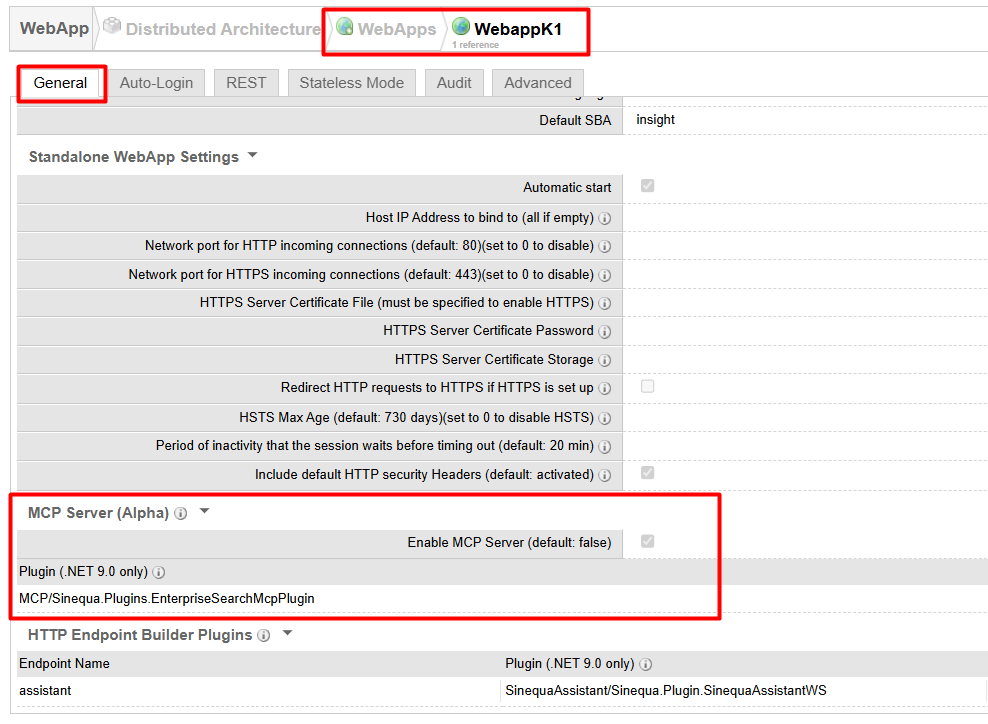 WebApp Distributed Architecture WebApps WebappK1
1 reference
General Auto-Login REST Stateless Mode Audit Advanced
Default SBA insight
Standalone WebApp Settings
Automatic start
Host IP Address to bind to (all if empty)
Network port for HTTP incoming connections (default: 80)(set to 0 to disable)
Network port for HTTPS incoming connections (default: 443)(set to 0 to disable)
HTTPS Server Certificate File (must be specified to enable HTTPS)
HTTPS Server Certificate Password
HTTPS Server Certificate Storage
Redirect HTTP requests to HTTPS if HTTPS is set up
HSTS Max Age (default: 730 days)(set to 0 to disable HSTS)
Period of inactivity that the session waits before timing out (default: 20 min)
Include default HTTP security Headers (default: activated)
MCP Server (Alpha)
Enable MCP Server (default: false)
Plugin (.NET 9.0 only)
MCP/Sinequa.Plugins.EnterpriseSearchMcpPlugin
HTTP Endpoint Builder Plugins
Endpoint Name Plugin (.NET 9.0 only)
assistant SinequaAssistant/Sinequa.Plugin.SinequaAssistantWS